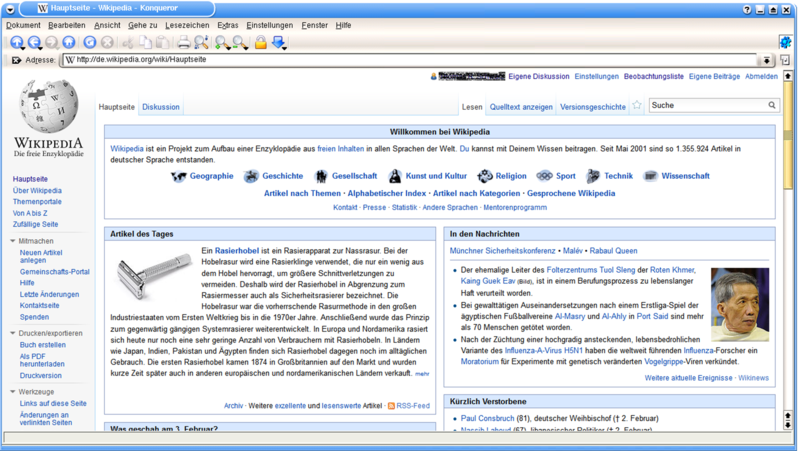 Hauptseite - Wikipedia - Konqueror
Dokument Bearbeiten Ansicht Gehe zu Lesezeichen Extras Einstellungen Fenster Hilfe
Adresse: W http://de.wikipedia.org/wiki/Hauptseite
Eigene Diskussion Einstellungen Beobachtungsliste Eigene Beiträge Abmelden
Hauptseite Diskussion Lesen Quelltext anzeigen Versionsgeschichte Suche
WIKIPEDIA
Die freie Enzyklopädie
Hauptseite
Über Wikipedia
Themenportale
Von A bis Z
Zufällige Seite
Mitmachen
Neuen Artikel
anlegen
Gemeinschafts-Portal
Hilfe
Letzte Änderungen
Kontaktseite
Spenden
Drucken/exportieren
Buch erstellen
Als PDF
herunterladen
Druckversion
Werkzeuge
Links auf diese Seite
Änderungen an
verlinkten Seiten
Willkommen bei Wikipedia
Wikipedia ist ein Projekt zum Aufbau einer Enzyklopädie aus freien Inhalten in allen Sprachen der Welt. Du kannst mit Deinem Wissen beitragen. Seit Mai 2001 sind so 1.355.924 Artikel in
deutscher Sprache entstanden.
Geographie Geschichte Gesellschaft Kunst und Kultur Religion Sport Technik Wissenschaft
Artikel nach Themen · Alphabetischer Index · Artikel nach Kategorien · Gesprochene Wikipedia
Kontakt · Presse · Statistik · Andere Sprachen · Mentorenprogramm
Artikel des Tages
Ein Rasierhobel ist ein Rasierapparat zur Nassrasur. Bei der
Hobelrasur wird eine Rasierklinge verwendet, die nur ein wenig aus
dem Hobel hervorragt, um größere Schnittverletzungen zu
vermeiden. Deshalb wird der Rasierhobel in Abgrenzung zum
Rasiermesser auch als Sicherheitsrasierer bezeichnet. Die
Hobelrasur war die vorherrschende Rasurmethode in den großen
Industriestaaten vom Ersten Weltkrieg bis in die 1970er Jahre. Anschließend wurde das Prinzip
zum gegenwärtig gängigen Systemrasierer weiterentwickelt. In Europa und Nordamerika rasiert
sich heute nur noch eine sehr geringe Anzahl von Verbrauchern mit Rasierhobeln. In Ländern
wie Japan, Indien, Pakistan und Ägypten finden sich Rasierhobel dagegen noch im alltäglichen
Gebrauch. Die ersten Rasierhobel kamen 1874 in Großbritannien auf den Markt und wurden
kurze Zeit später auch in anderen europäischen und nordamerikanischen Ländern verkauft. mehr
Archiv · Weitere exzellente und lesenswerte Artikel · RSS-Feed
Was geschah am 3. Februar?
In den Nachrichten
Münchner Sicherheitskonferenz • Malév • Rabaul Queen
• Der ehemalige Leiter des Folterzentrums Tuol Sleng der Roten Khmer,
Kaing Guek Eav (Bild), ist in einem Berufungsprozess zu lebenslanger
Haft verurteilt worden.
• Bei gewalttätigen Auseinandersetzungen nach einem Erstliga-Spiel der
ägyptischen Fußballvereine Al-Masry und Al-Ahly in Port Said sind mehr
als 70 Menschen getötet worden.
• Nach der Züchtung einer hochgradig ansteckenden, lebensbedrohlichen
Variante des Influenza-A-Virus H5N1 haben die weltweit führenden Influenza-Forscher ein
Moratorium für Experimente mit genetisch veränderten Vogelgrippe-Viren verkündet.
Weitere aktuelle Ereignisse · Wikinews
Kürzlich Verstorbene
• Paul Consbruch (81), deutscher Weihbischof († 2. Februar)
• Nassib Lahoud (67), libanesischer Politiker († 2. Februar)